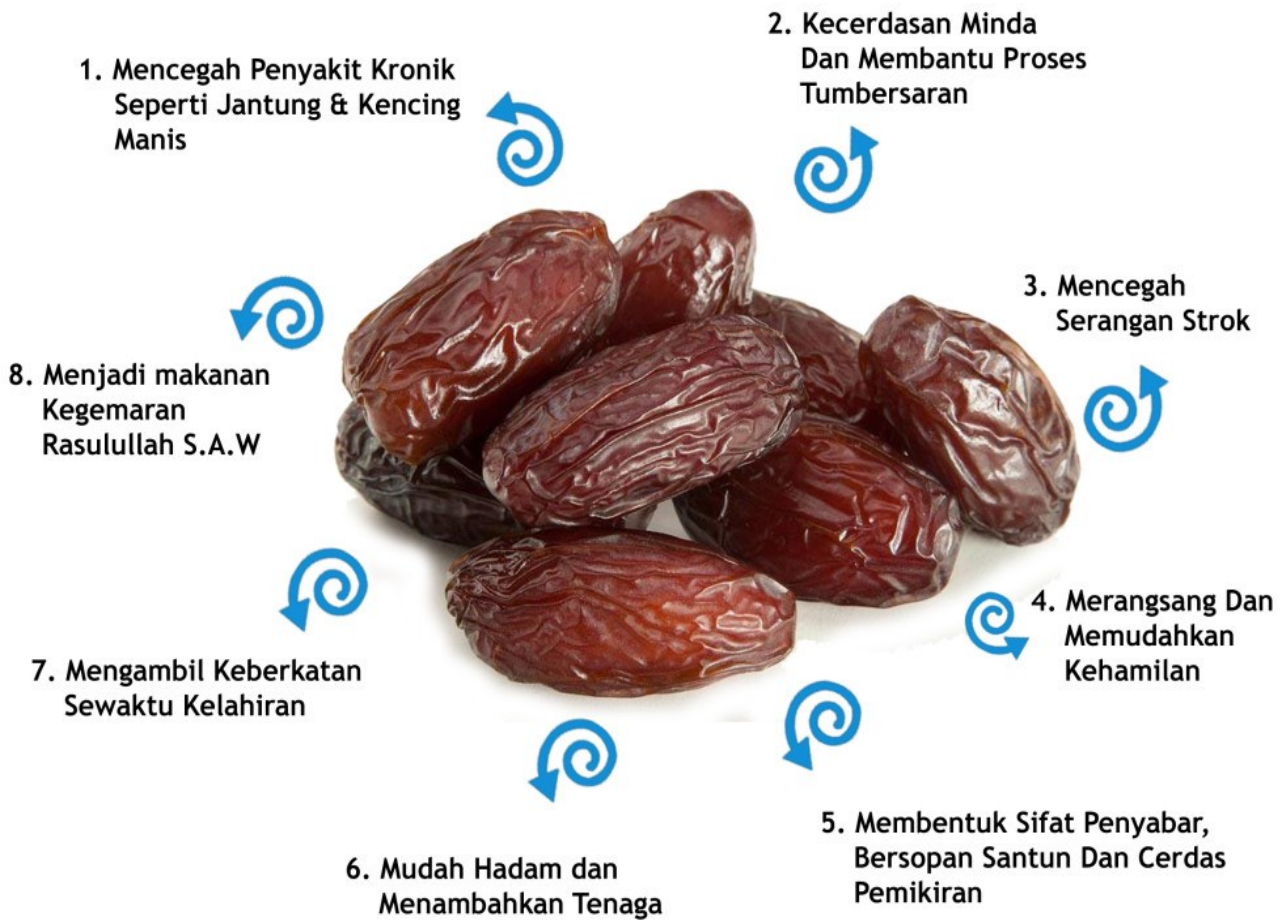 1. Mencegah Penyakit Kronik
Seperti Jantung & Kencing
Manis
2. Kecerdasan Minda
Dan Membantu Proses
Tumbersaran
3. Mencegah
Serangan Strok
4. Merangsang Dan
Memudahkan
Kehamilan
5. Membentuk Sifat Penyabar,
Bersopan Santun Dan Cerdas
Pemikiran
6. Mudah Hadam dan
Menambahkan Tenaga
7. Mengambil Keberkatan
Sewaktu Kelahiran
8. Menjadi makanan
Kegemaran
Rasulullah S.A.W